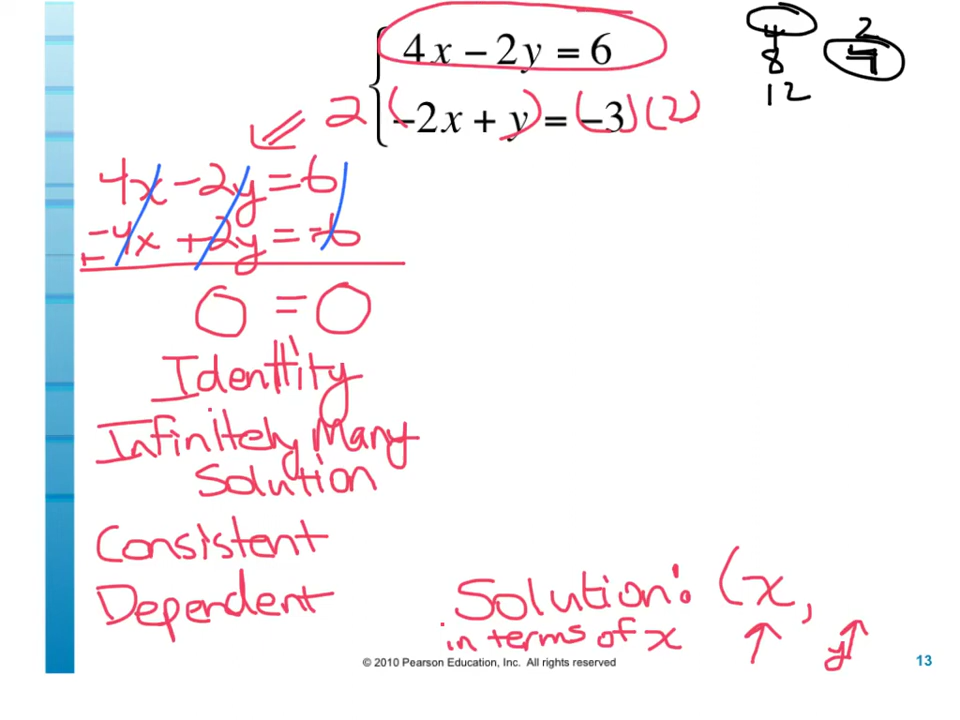 4x − 2y = 6
2(−2x + y) = (−3)(2)
4
8
12
2
4
4x − 2y = 6
+ −4x + 2y = −6
0 = 0
Identtity
Infinitely Many
Solution
Consistent
Dependent
Solution: (x,
in terms of x
y
© 2010 Pearson Education, Inc. All rights reserved
13